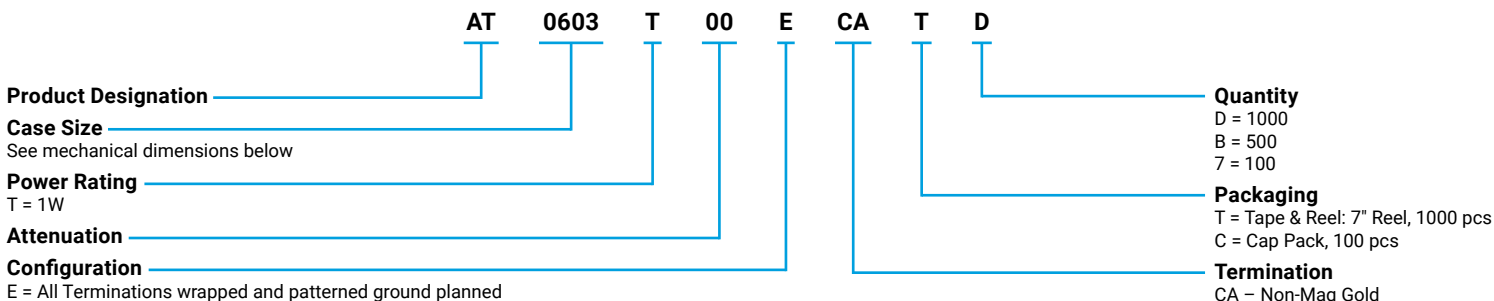 AT 0603 T 00 E CA T D
Product Designation
Case Size
See mechanical dimensions below
Power Rating
T = 1W
Attenuation
Configuration
E = All Terminations wrapped and patterned ground planned
Quantity
D = 1000
B = 500
7 = 100
Packaging
T = Tape & Reel: 7" Reel, 1000 pcs
C = Cap Pack, 100 pcs
Termination
CA – Non-Mag Gold